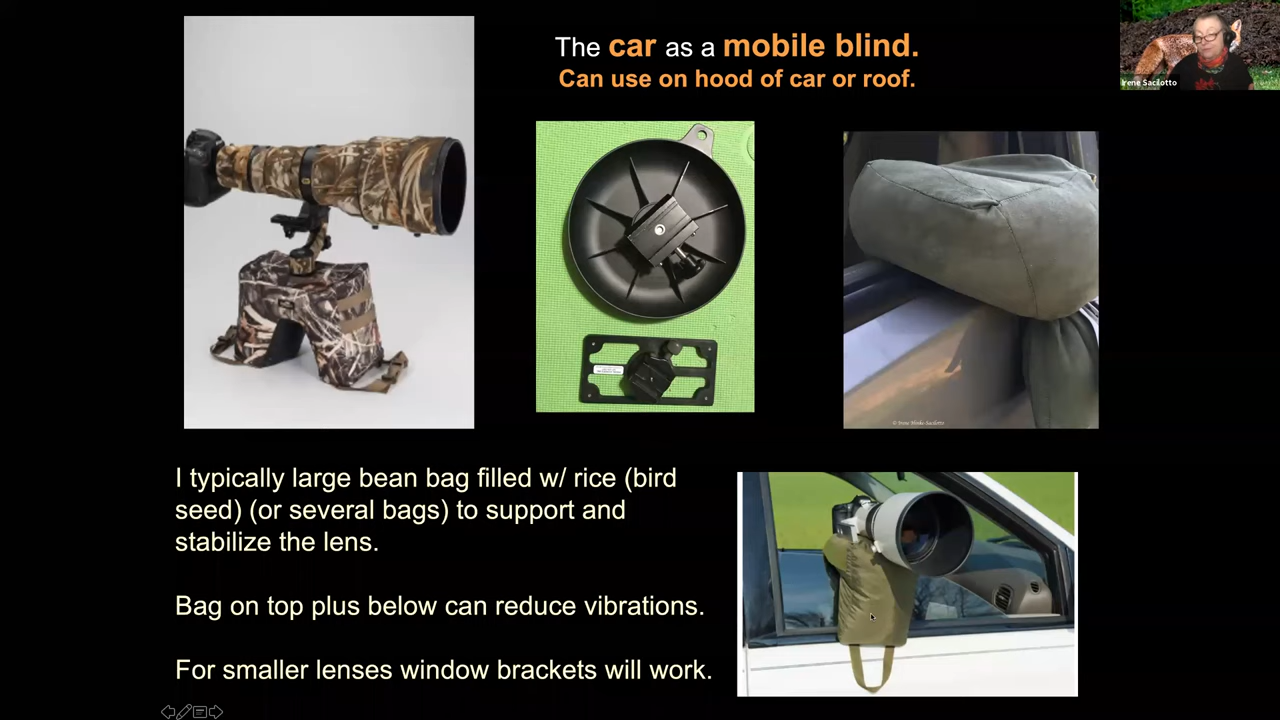 The car as a mobile blind.
Can use on hood of car or roof.
Irene Sacilotto
I typically large bean bag filled w/ rice (bird
seed) (or several bags) to support and
stabilize the lens.
Bag on top plus below can reduce vibrations.
For smaller lenses window brackets will work.